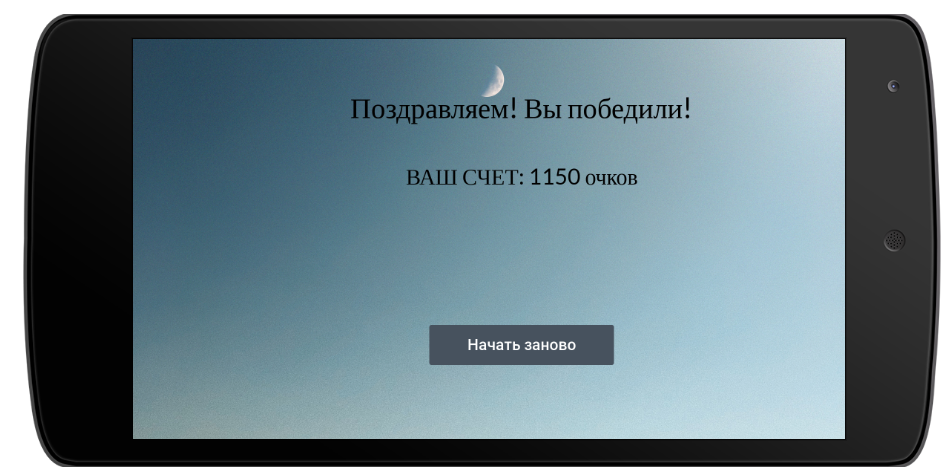 Поздравляем! Вы победили!
ВАШ СЧЕТ: 1150 очков
Начать заново